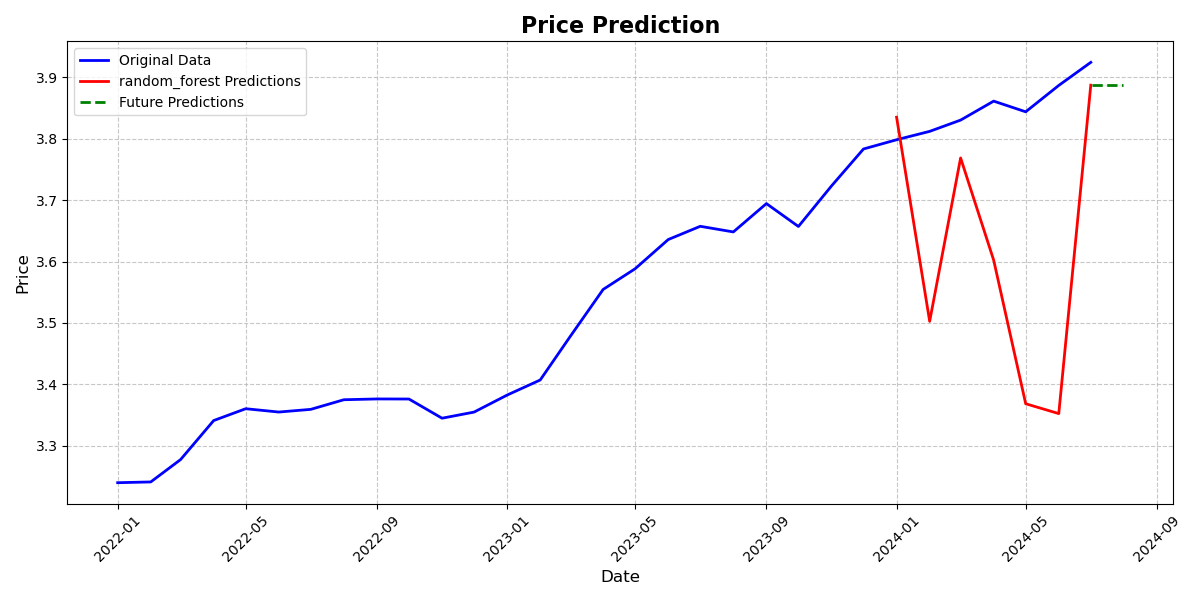 Price Prediction
Original Data
random_forest Predictions
Future Predictions
Price
3.9
3.8
3.7
3.6
3.5
3.4
3.3
2022-01
2022-05
2022-09
2023-01
2023-05
2023-09
2024-01
2024-05
2024-09
Date